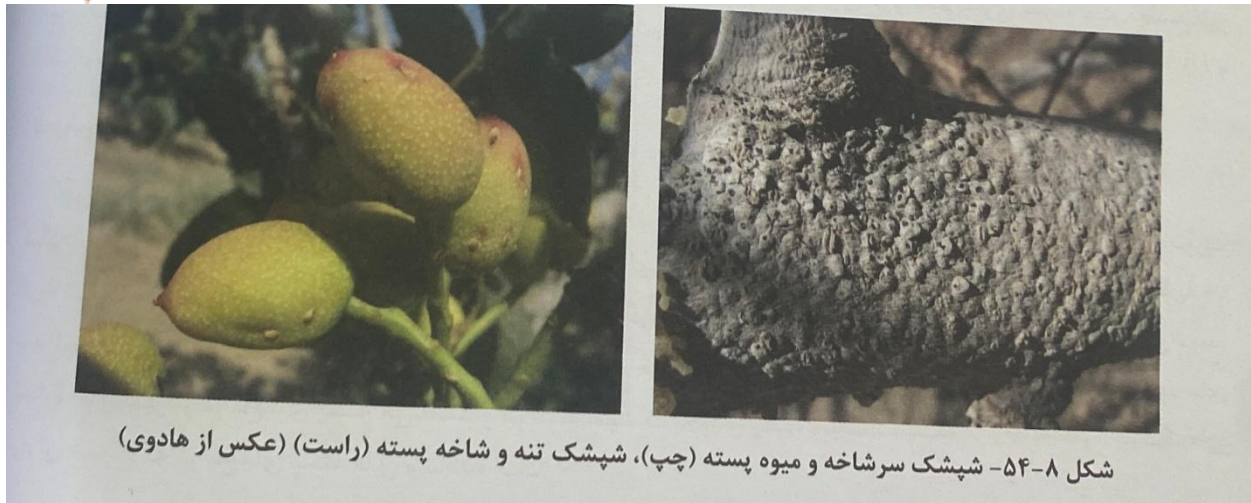 شکل ۸-۵۴- شپشک سرشاخه و میوه پسته (چپ)، شپشک تنه و شاخه پسته (راست) (عکس از هادوی)